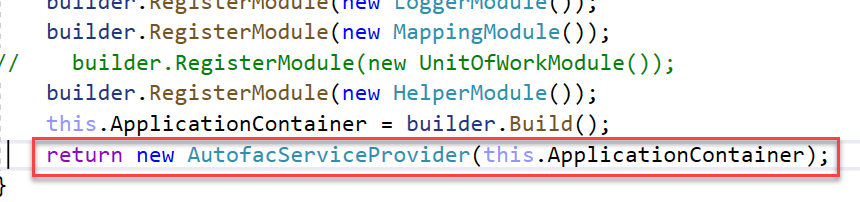 builder.RegisterModule(new LoggerModule());
builder.RegisterModule(new MappingModule());
// builder.RegisterModule(new UnitOfWorkModule());
builder.RegisterModule(new HelperModule());
this.ApplicationContainer = builder.Build();
return new AutofacServiceProvider(this.ApplicationContainer);
}